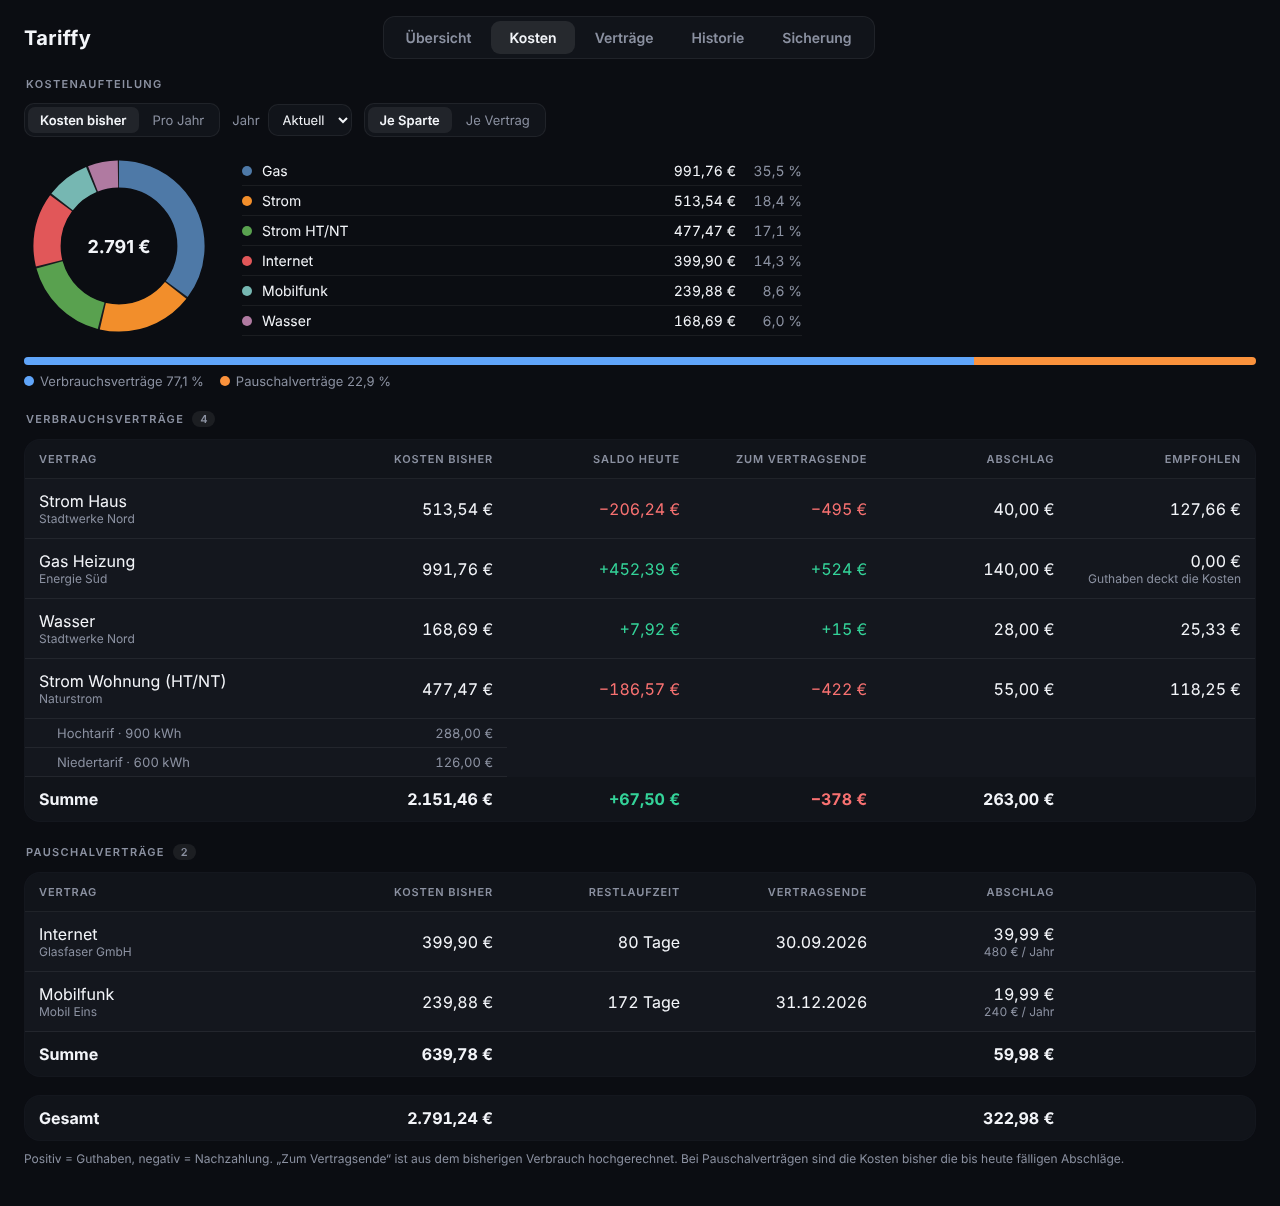 Tariffy
Übersicht Kosten Verträge Historie Sicherung
KOSTENAUFTEILUNG
Kosten bisher Pro Jahr Jahr Aktuell Je Sparte Je Vertrag
2.791 €
Gas 991,76 € 35,5 %
Strom 513,54 € 18,4 %
Strom HT/NT 477,47 € 17,1 %
Internet 399,90 € 14,3 %
Mobilfunk 239,88 € 8,6 %
Wasser 168,69 € 6,0 %
Verbrauchsverträge 77,1 % Pauschalverträge 22,9 %
VERBRAUCHSVERTRÄGE 4
VERTRAG KOSTEN BISHER SALDO HEUTE ZUM VERTRAGSENDE ABSCHLAG EMPFOHLEN
Strom Haus 513,54 € −206,24 € −495 € 40,00 € 127,66 €
Stadtwerke Nord
Gas Heizung 991,76 € +452,39 € +524 € 140,00 € 0,00 €
Energie Süd Guthaben deckt die Kosten
Wasser 168,69 € +7,92 € +15 € 28,00 € 25,33 €
Stadtwerke Nord
Strom Wohnung (HT/NT) 477,47 € −186,57 € −422 € 55,00 € 118,25 €
Naturstrom
Hochtarif · 900 kWh 288,00 €
Niedertarif · 600 kWh 126,00 €
Summe 2.151,46 € +67,50 € −378 € 263,00 €
PAUSCHALVERTRÄGE 2
VERTRAG KOSTEN BISHER RESTLAUFZEIT VERTRAGSENDE ABSCHLAG
Internet 399,90 € 80 Tage 30.09.2026 39,99 €
Glasfaser GmbH 480 € / Jahr
Mobilfunk 239,88 € 172 Tage 31.12.2026 19,99 €
Mobil Eins 240 € / Jahr
Summe 639,78 € 59,98 €
Gesamt 2.791,24 € 322,98 €
Positiv = Guthaben, negativ = Nachzahlung. „Zum Vertragsende“ ist aus dem bisherigen Verbrauch hochgerechnet. Bei Pauschalverträgen sind die Kosten bisher die bis heute fälligen Abschläge.